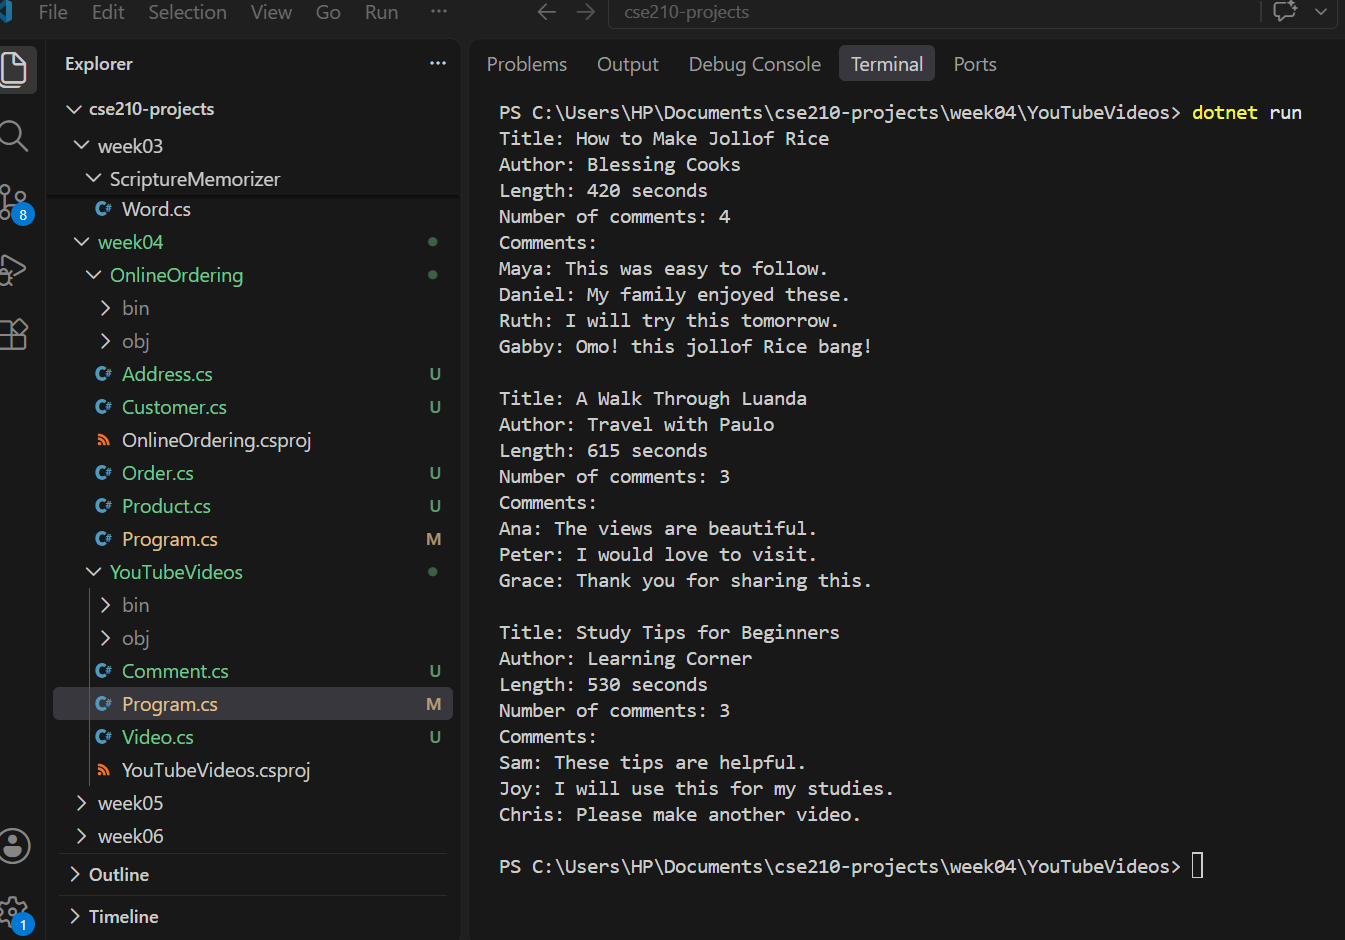 File Edit Selection View Go Run ···
cse210-projects
Explorer ···
cse210-projects
week03
ScriptureMemorizer
C# Word.cs
week04
OnlineOrdering
bin
obj
C# Address.cs U
C# Customer.cs U
OnlineOrdering.csproj
C# Order.cs U
C# Product.cs U
C# Program.cs M
YouTubeVideos
bin
obj
C# Comment.cs U
C# Program.cs M
C# Video.cs U
YouTubeVideos.csproj
week05
week06
Outline
Timeline
8
1
Problems Output Debug Console Terminal Ports
PS C:\Users\HP\Documents\cse210-projects\week04\YouTubeVideos> dotnet run
Title: How to Make Jollof Rice
Author: Blessing Cooks
Length: 420 seconds
Number of comments: 4
Comments:
Maya: This was easy to follow.
Daniel: My family enjoyed these.
Ruth: I will try this tomorrow.
Gabby: Omo! this jollof Rice bang!
Title: A Walk Through Luanda
Author: Travel with Paulo
Length: 615 seconds
Number of comments: 3
Comments:
Ana: The views are beautiful.
Peter: I would love to visit.
Grace: Thank you for sharing this.
Title: Study Tips for Beginners
Author: Learning Corner
Length: 530 seconds
Number of comments: 3
Comments:
Sam: These tips are helpful.
Joy: I will use this for my studies.
Chris: Please make another video.
PS C:\Users\HP\Documents\cse210-projects\week04\YouTubeVideos>